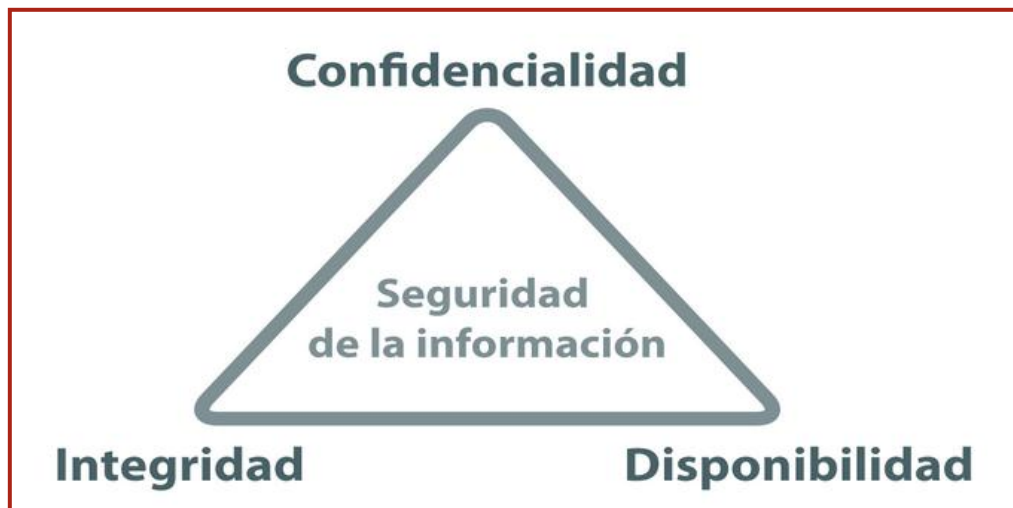 Confidencialidad
Seguridad
de la información
Integridad
Disponibilidad